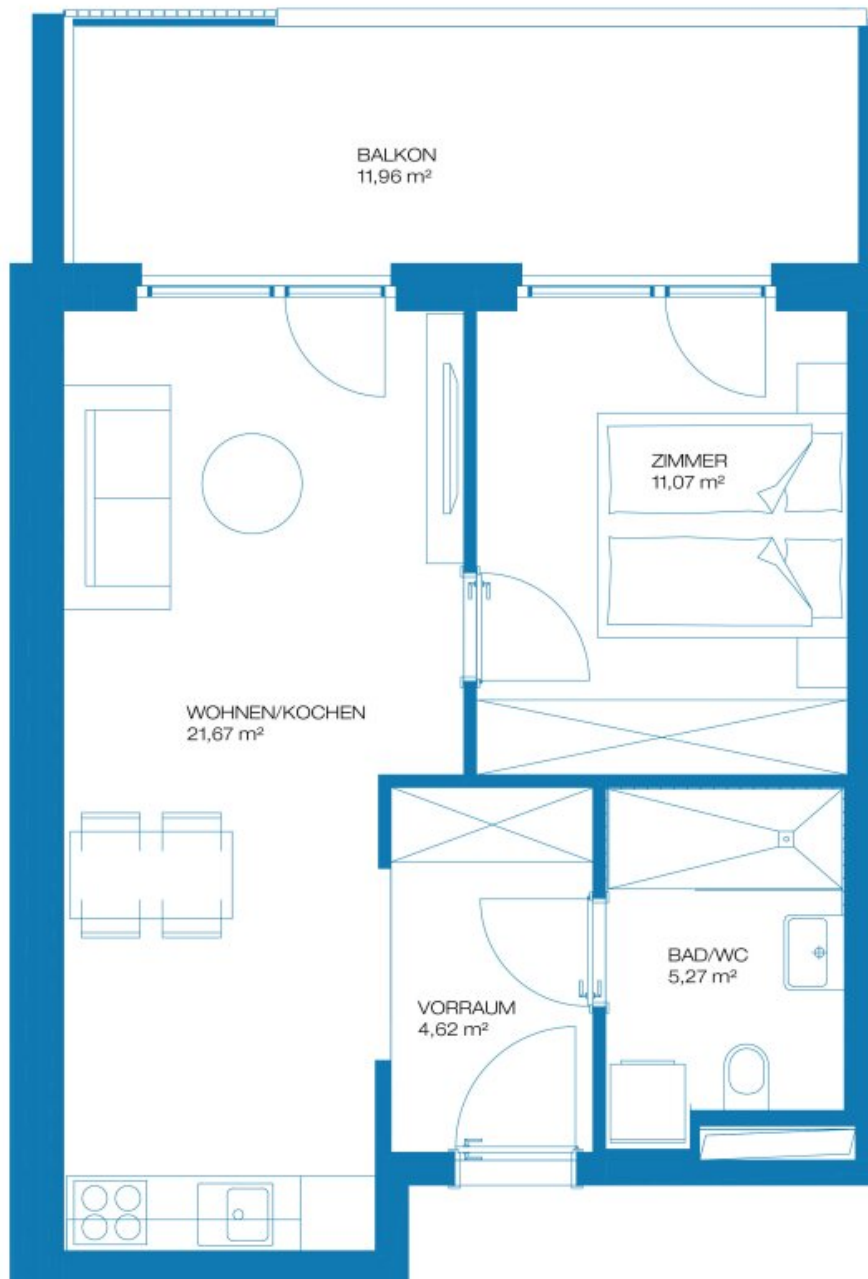 BALKON
11,96 m²
ZIMMER
11,07 m²
WOHNEN/KOCHEN
21,67 m²
BAD/WC
5,27 m²
VORRAUM
4,62 m²